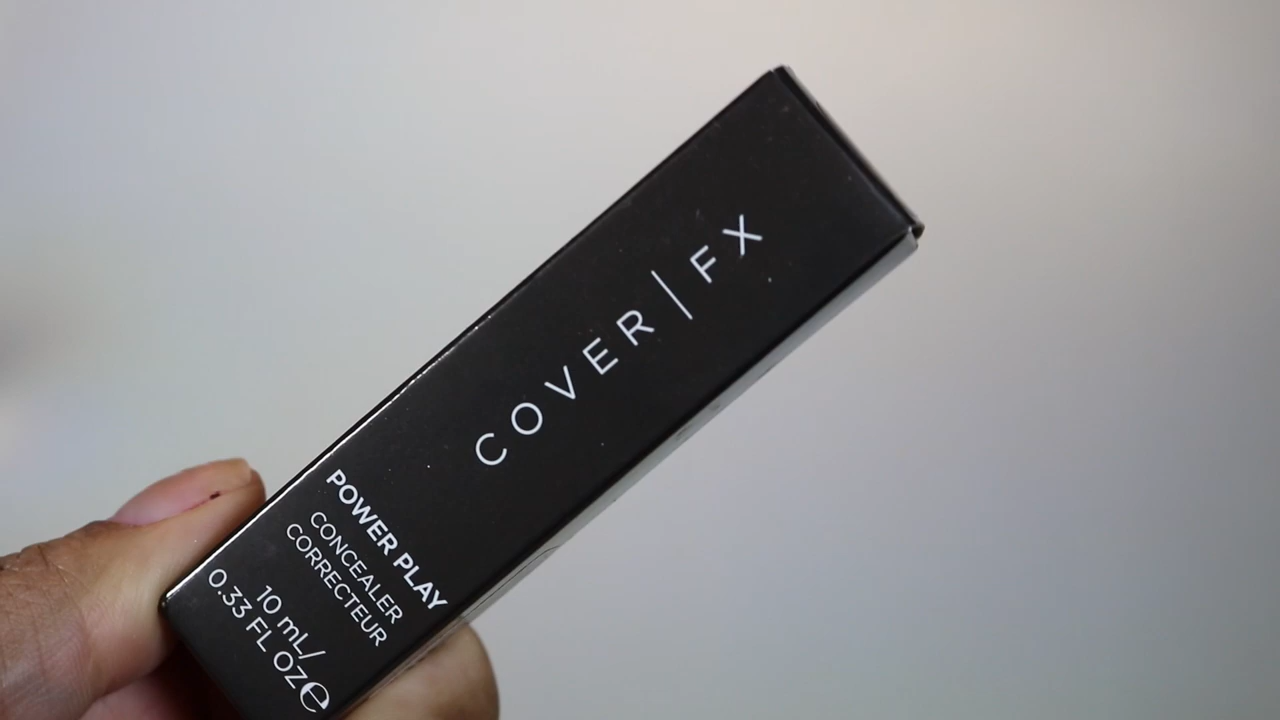 COVER | FX
POWER PLAY
CONCEALER
CORRECTEUR
10 mL/
0.33 FL OZ℮